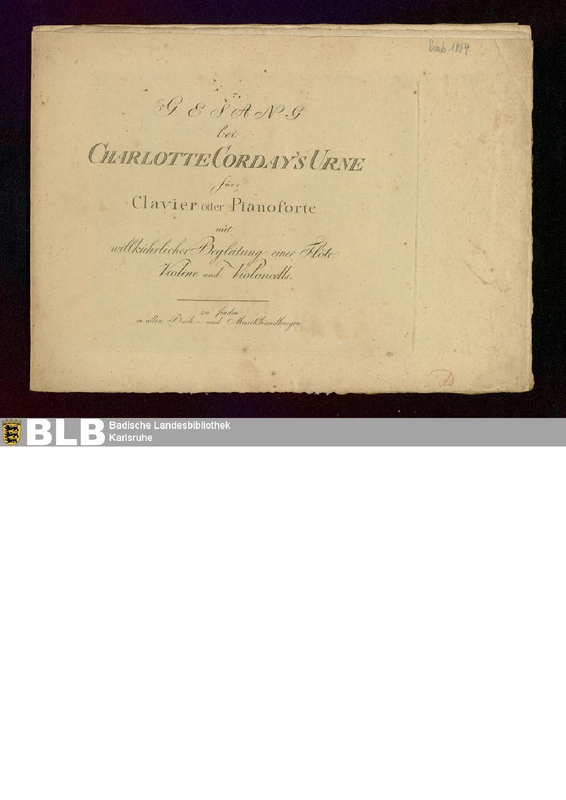 GESANG
bei
CHARLOTTE CORDAY'S URNE
fürs
Clavier oder Pianoforte
mit
willkührlicher Begleitung einer Flöte
Violine und Violoncells.
zu finden
in allen Buch- und Musikhandlungen
BLB
Badische Landesbibliothek
Karlsruhe